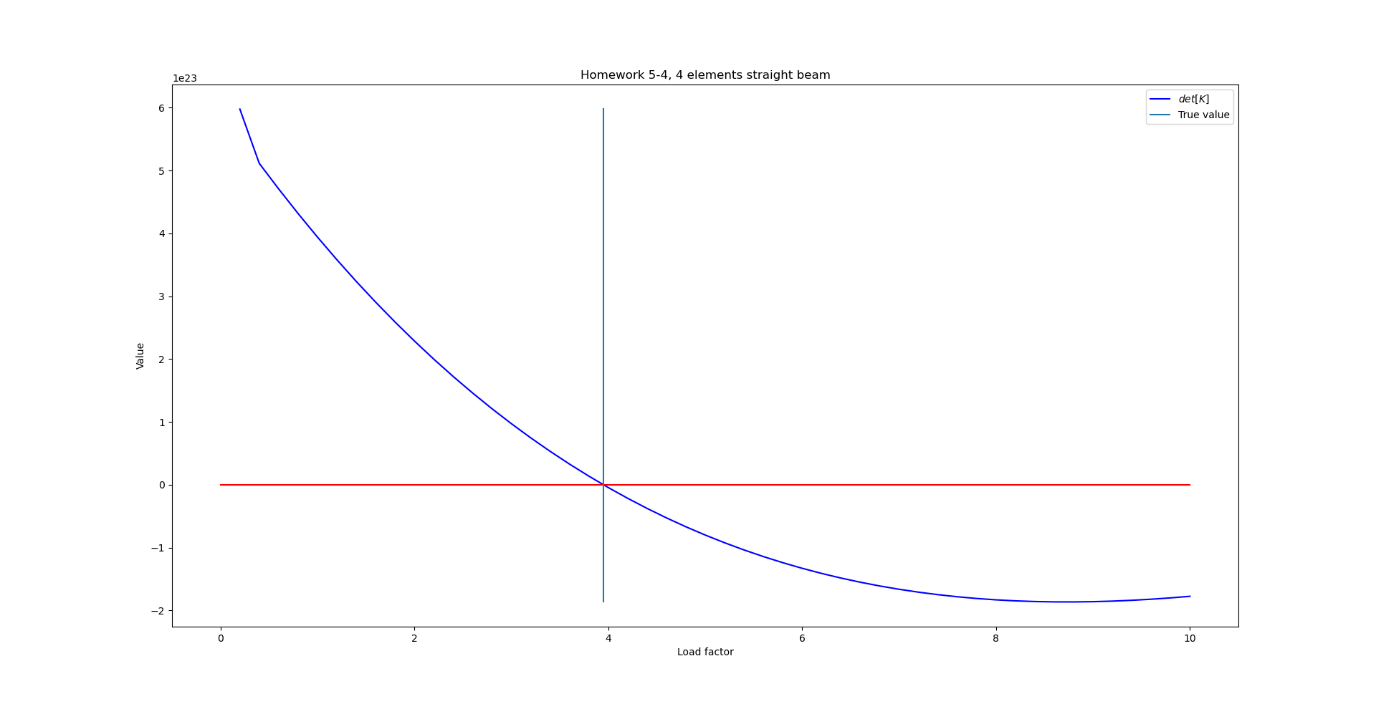 Homework 5-4, 4 elements straight beam
1e23
det[K]
True value
6
5
4
3
2
1
0
−1
−2
Value
0
2
4
6
8
10
Load factor